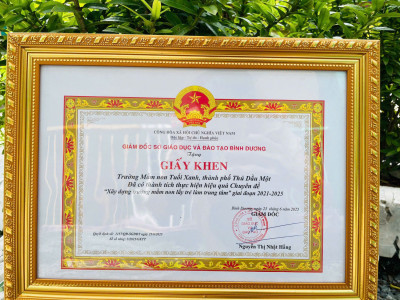 CỘNG HÒA XÃ HỘI CHỦ NGHĨA VIỆT NAM
Độc lập - Tự do - Hạnh phúc
GIÁM ĐỐC SỞ GIÁO DỤC VÀ ĐÀO TẠO BÌNH DƯƠNG
Tặng
GIẤY KHEN
Trường Mầm non Tuổi Xanh, thành phố Thủ Dầu Một
Đã có thành tích thực hiện hiệu quả Chuyên đề
"Xây dựng trường mầm non lấy trẻ làm trung tâm" giai đoạn 2021-2025
GIÁM ĐỐC
Nguyễn Thị Nhật Hằng